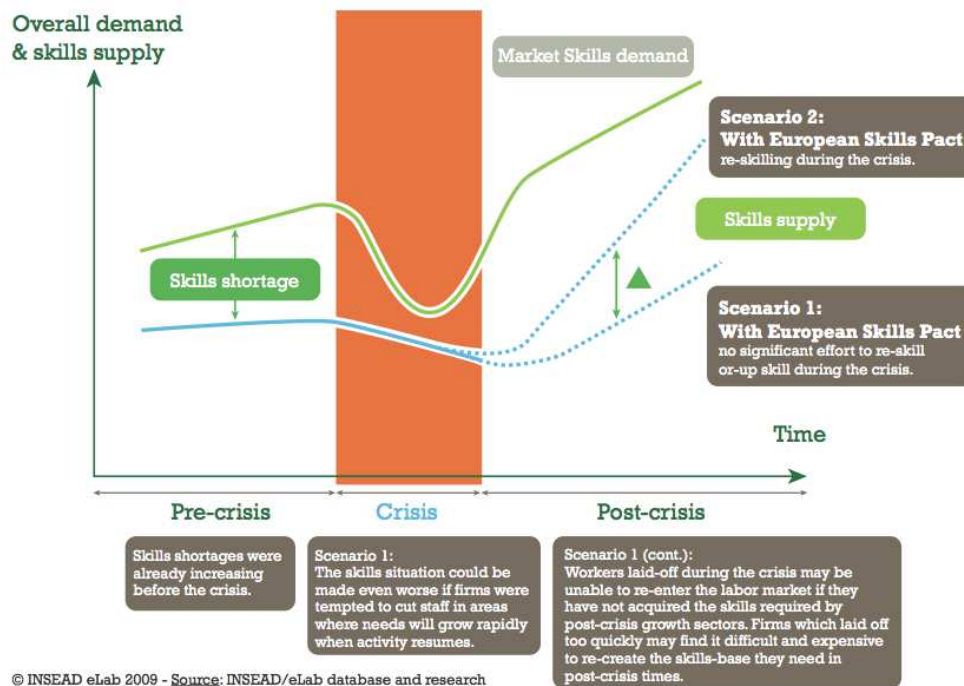 Overall demand
& skills supply
Market Skills demand
Scenario 2:
With European Skills Pact
re-skilling during the crisis.
Skills supply
Skills shortage
Scenario 1:
With European Skills Pact
no significant effort to re-skill
or-up skill during the crisis.
Time
Pre-crisis
Crisis
Post-crisis
Skills shortages were
already increasing
before the crisis.
Scenario 1:
The skills situation could be
made even worse if firms were
tempted to cut staff in areas
where needs will grow rapidly
when activity resumes.
Scenario 1 (cont.):
Workers laid-off during the crisis may be
unable to re-enter the labor market if they
have not acquired the skills required by
post-crisis growth sectors. Firms which laid off
too quickly may find it difficult and expensive
to re-create the skills-base they need in
post-crisis times.
© INSEAD eLab 2009 - Source: INSEAD/eLab database and research